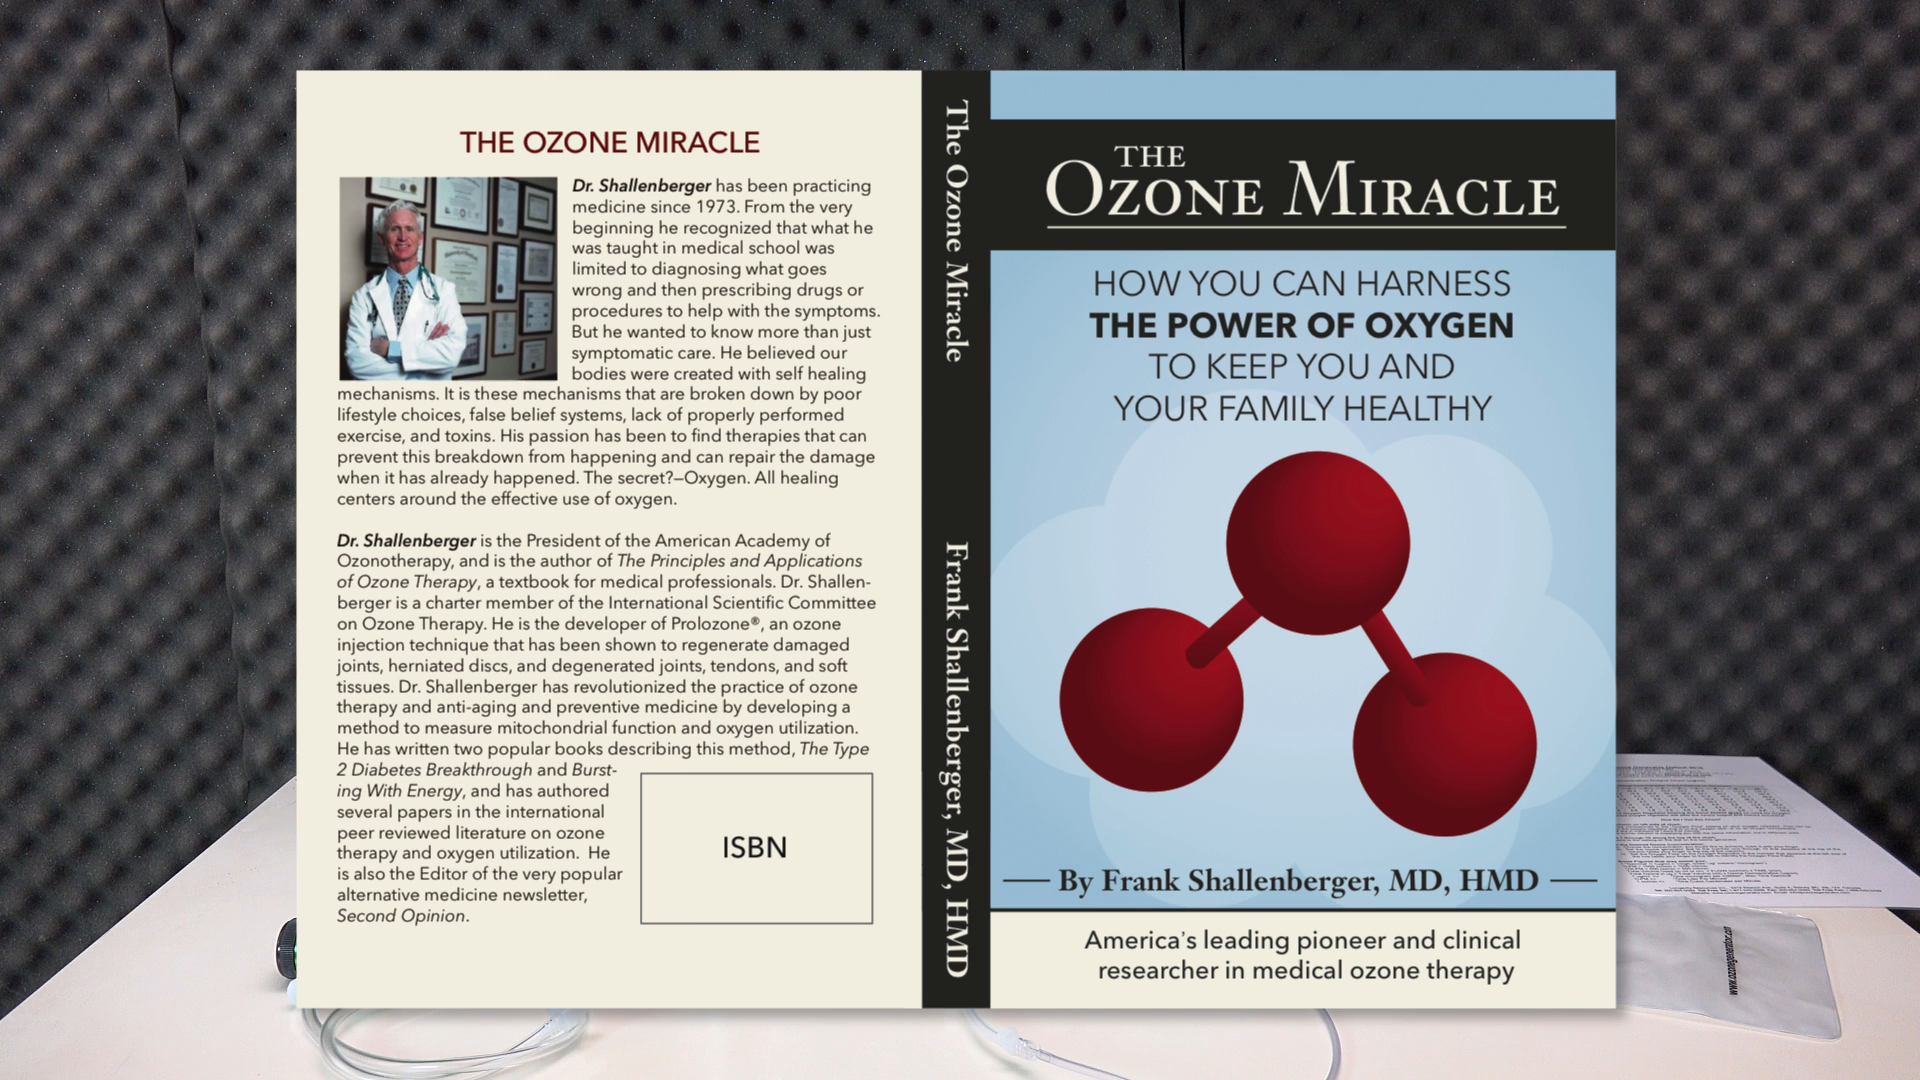 THE OZONE MIRACLE
Dr. Shallenberger has been practicing
medicine since 1973. From the very
beginning he recognized that what he
was taught in medical school was
limited to diagnosing what goes
wrong and then prescribing drugs or
procedures to help with the symptoms.
But he wanted to know more than just
symptomatic care. He believed our
bodies were created with self healing
mechanisms. It is these mechanisms that are broken down by poor
lifestyle choices, false belief systems, lack of properly performed
exercise, and toxins. His passion has been to find therapies that can
prevent this breakdown from happening and can repair the damage
when it has already happened. The secret?–Oxygen. All healing
centers around the effective use of oxygen.
Dr. Shallenberger is the President of the American Academy of
Ozonotherapy, and is the author of The Principles and Applications
of Ozone Therapy, a textbook for medical professionals. Dr. Shallen-
berger is a charter member of the International Scientific Committee
on Ozone Therapy. He is the developer of Prolozone®, an ozone
injection technique that has been shown to regenerate damaged
joints, herniated discs, and degenerated joints, tendons, and soft
tissues. Dr. Shallenberger has revolutionized the practice of ozone
therapy and anti-aging and preventive medicine by developing a
method to measure mitochondrial function and oxygen utilization.
He has written two popular books describing this method, The Type
2 Diabetes Breakthrough and Burst-
ing With Energy, and has authored
several papers in the international
peer reviewed literature on ozone
therapy and oxygen utilization. He
is also the Editor of the very popular
alternative medicine newsletter,
Second Opinion.
ISBN
The Ozone Miracle
Frank Shallenberger, MD, HMD
THE
OZONE MIRACLE
HOW YOU CAN HARNESS
THE POWER OF OXYGEN
TO KEEP YOU AND
YOUR FAMILY HEALTHY
By Frank Shallenberger, MD, HMD
America's leading pioneer and clinical
researcher in medical ozone therapy